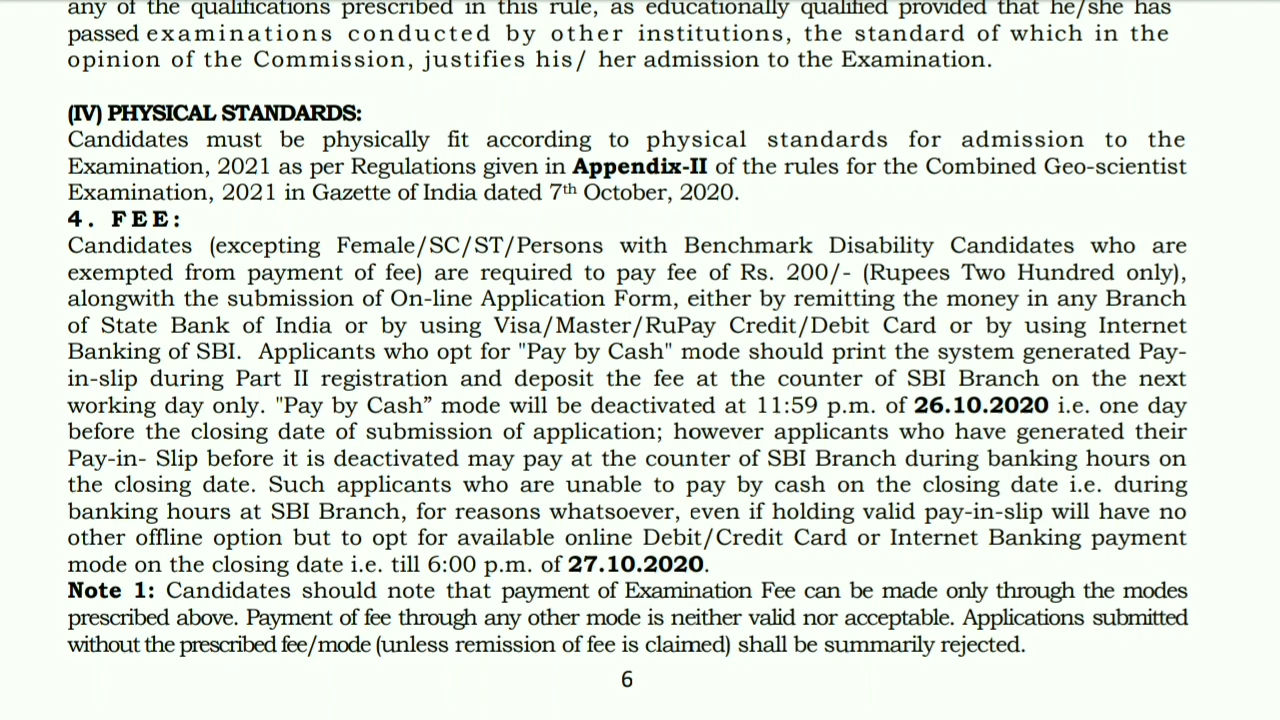 any of the qualifications prescribed in this rule, as educationally qualified provided that he/she has
passed examinations conducted by other institutions, the standard of which in the
opinion of the Commission, justifies his/ her admission to the Examination.
(IV) PHYSICAL STANDARDS:
Candidates must be physically fit according to physical standards for admission to the
Examination, 2021 as per Regulations given in Appendix-II of the rules for the Combined Geo-scientist
Examination, 2021 in Gazette of India dated 7th October, 2020.
4. FEE:
Candidates (excepting Female/SC/ST/Persons with Benchmark Disability Candidates who are
exempted from payment of fee) are required to pay fee of Rs. 200/- (Rupees Two Hundred only),
alongwith the submission of On-line Application Form, either by remitting the money in any Branch
of State Bank of India or by using Visa/Master/RuPay Credit/Debit Card or by using Internet
Banking of SBI. Applicants who opt for "Pay by Cash" mode should print the system generated Pay-
in-slip during Part II registration and deposit the fee at the counter of SBI Branch on the next
working day only. "Pay by Cash” mode will be deactivated at 11:59 p.m. of 26.10.2020 i.e. one day
before the closing date of submission of application; however applicants who have generated their
Pay-in- Slip before it is deactivated may pay at the counter of SBI Branch during banking hours on
the closing date. Such applicants who are unable to pay by cash on the closing date i.e. during
banking hours at SBI Branch, for reasons whatsoever, even if holding valid pay-in-slip will have no
other offline option but to opt for available online Debit/Credit Card or Internet Banking payment
mode on the closing date i.e. till 6:00 p.m. of 27.10.2020.
Note 1: Candidates should note that payment of Examination Fee can be made only through the modes
prescribed above. Payment of fee through any other mode is neither valid nor acceptable. Applications submitted
without the prescribed fee/mode (unless remission of fee is claimed) shall be summarily rejected.
6